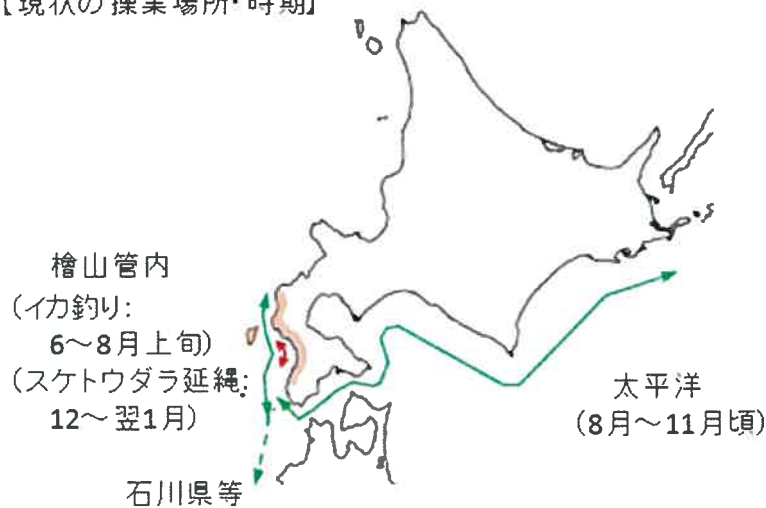 【現状の操業場所・時期】
檜山管内
(イカ釣り:
6～8月上旬)
(スケトウダラ延縄:
12～翌1月)
太平洋
(8月～11月頃)
石川県等